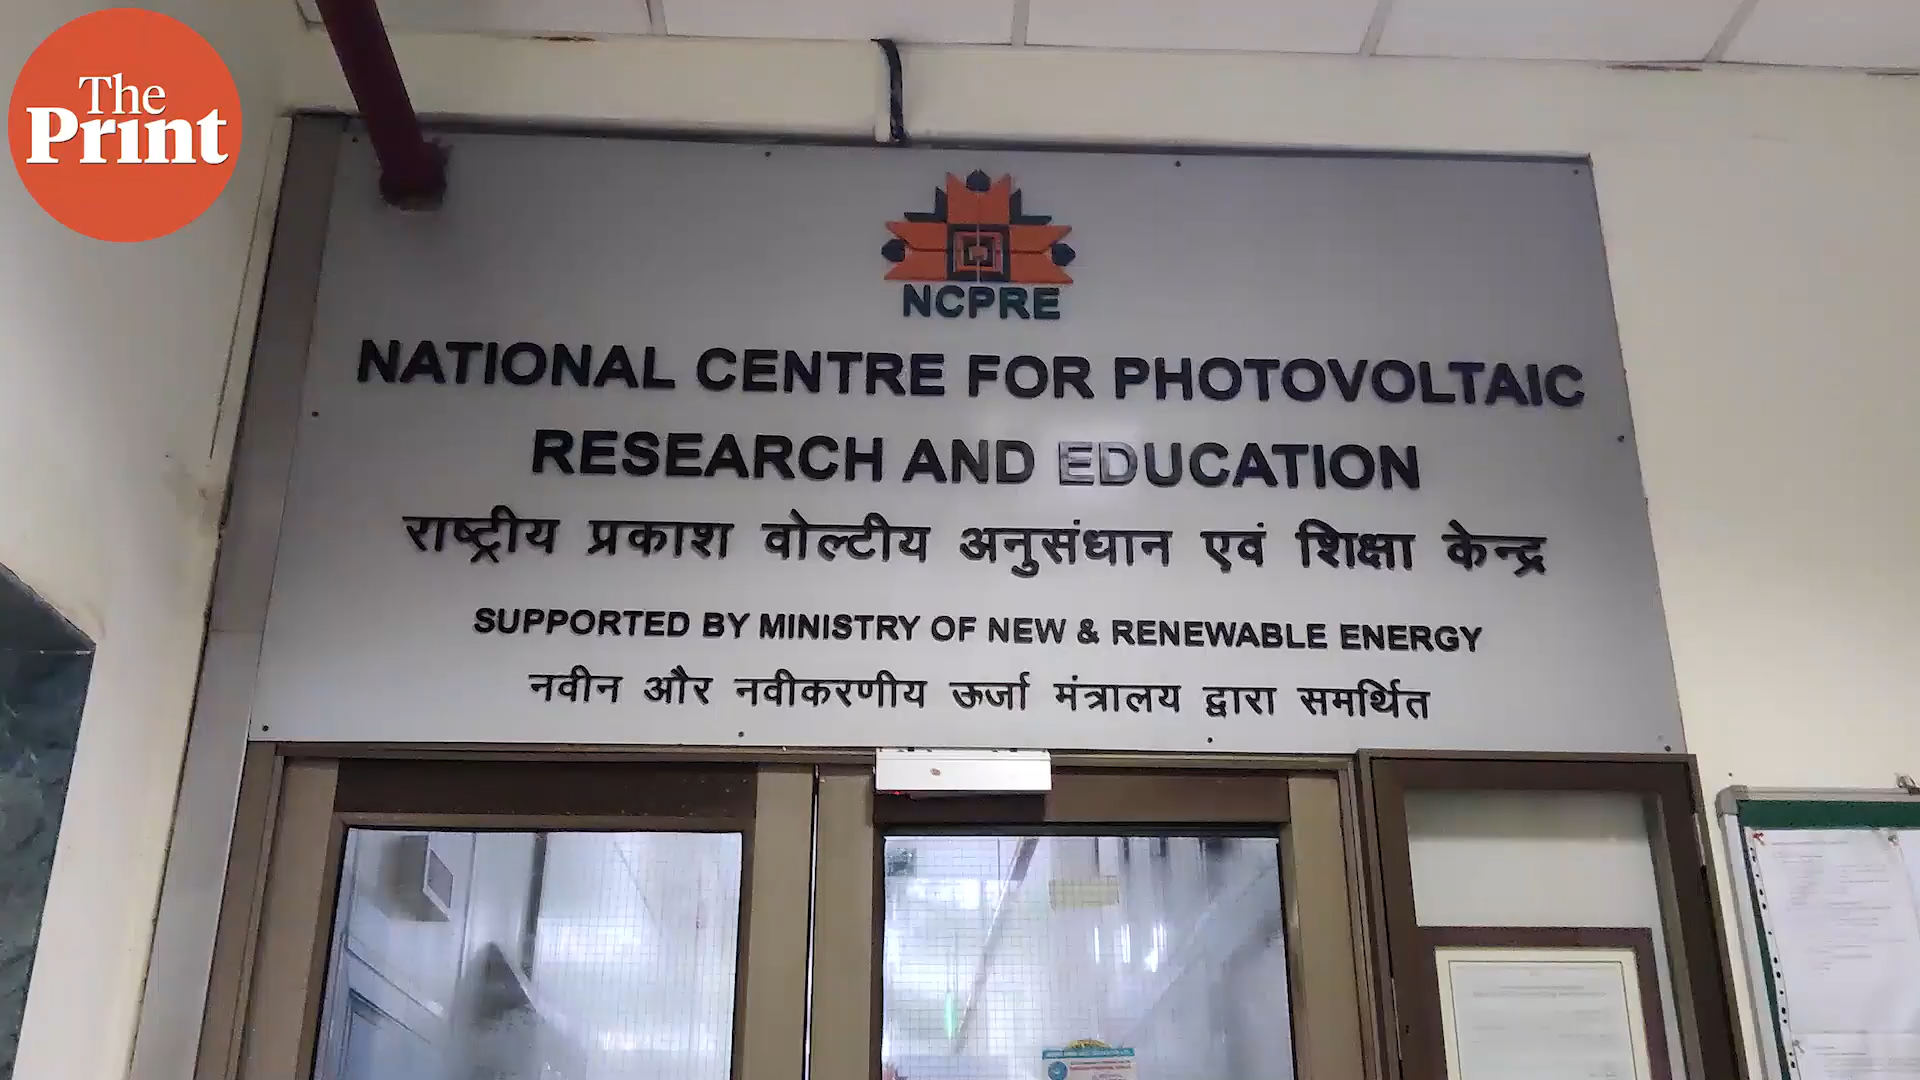 The
Print
NCPRE
NATIONAL CENTRE FOR PHOTOVOLTAIC
RESEARCH AND EDUCATION
राष्ट्रीय प्रकाश वोल्टीय अनुसंधान एवं शिक्षा केन्द्र
SUPPORTED BY MINISTRY OF NEW & RENEWABLE ENERGY
नवीन और नवीकरणीय ऊर्जा मंत्रालय द्वारा समर्थित